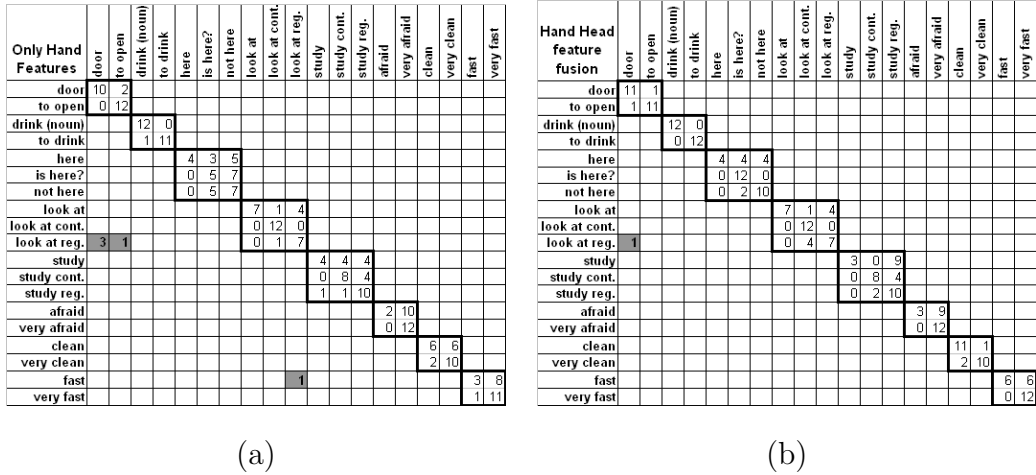 Only Hand
Features
door
to open
drink (noun)
to drink
here
is here?
not here
look at
look at cont.
look at reg.
study
study cont.
study reg.
afraid
very afraid
clean
very clean
fast
very fast
door 10 2
to open 0 12
drink (noun) 12 0
to drink 1 11
here 4 3 5
is here? 0 5 7
not here 0 5 7
look at 7 1 4
look at cont. 0 12 0
look at reg. 3 1 0 1 7
study 4 4 4
study cont. 0 8 4
study reg. 1 1 10
afraid 2 10
very afraid 0 12
clean 6 6
very clean 2 10
fast 1 3 8
very fast 1 11
(a)
Hand Head
feature
fusion
door
to open
drink (noun)
to drink
here
is here?
not here
look at
look at cont.
look at reg.
study
study cont.
study reg.
afraid
very afraid
clean
very clean
fast
very fast
door 11 1
to open 1 11
drink (noun) 12 0
to drink 0 12
here 4 4 4
is here? 0 12 0
not here 0 2 10
look at 7 1 4
look at cont. 0 12 0
look at reg. 1 0 4 7
study 3 0 9
study cont. 0 8 4
study reg. 0 2 10
afraid 3 9
very afraid 0 12
clean 11 1
very clean 2 10
fast 6 6
very fast 0 12
(b)